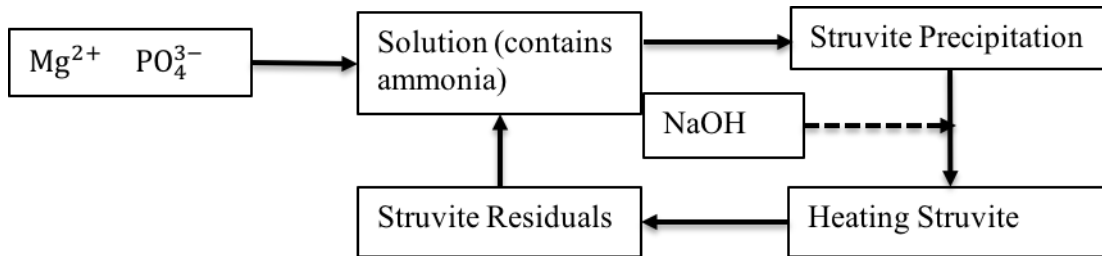 Mg²⁺ PO₄³⁻
Solution (contains
ammonia)
Struvite Precipitation
NaOH
Struvite Residuals
Heating Struvite